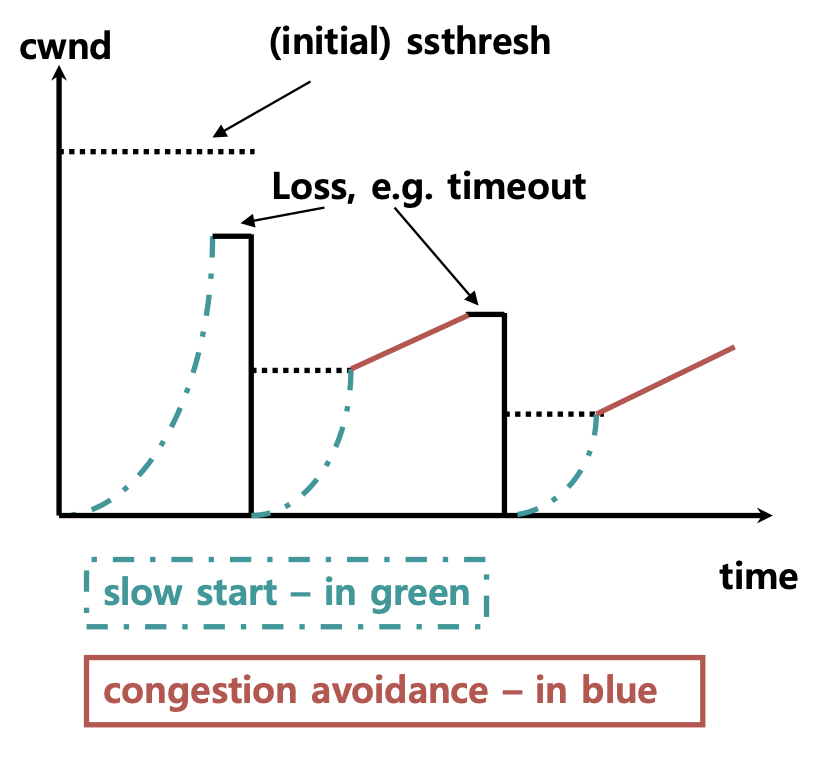 cwnd
(initial) ssthresh
Loss, e.g. timeout
time
slow start – in green
congestion avoidance – in blue